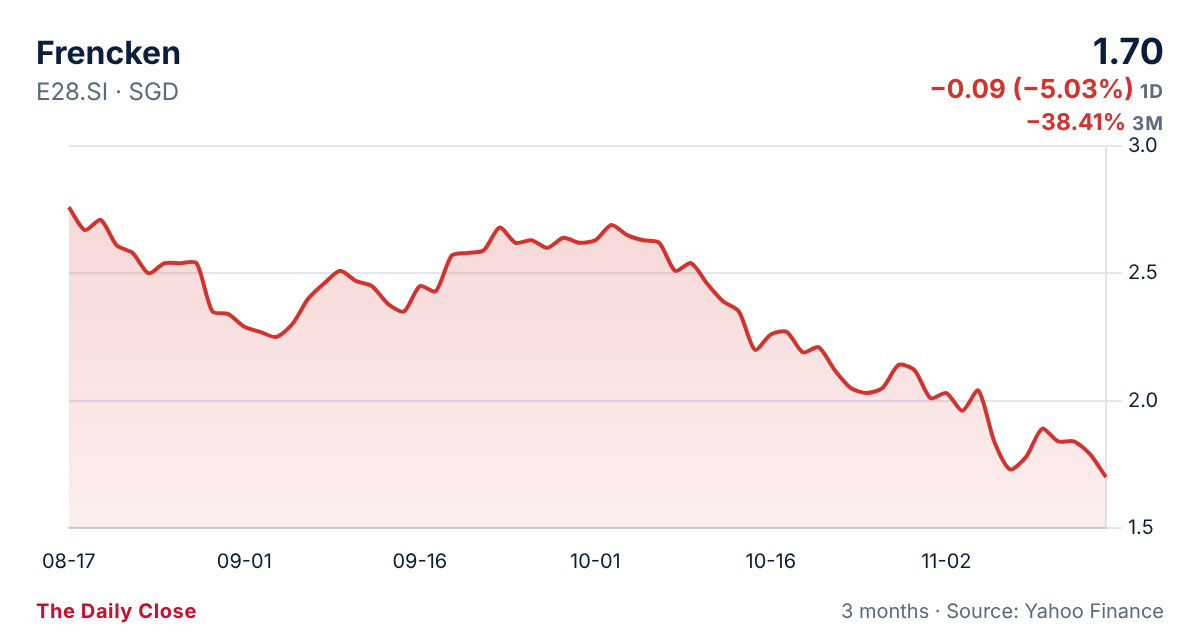 Frencken
1.70
E28.SI · SGD
−0.09 (−5.03%) 1D
−38.41% 3M
3.0
2.5
2.0
1.5
08-17 09-01 09-16 10-01 10-16 11-02
The Daily Close
3 months · Source: Yahoo Finance